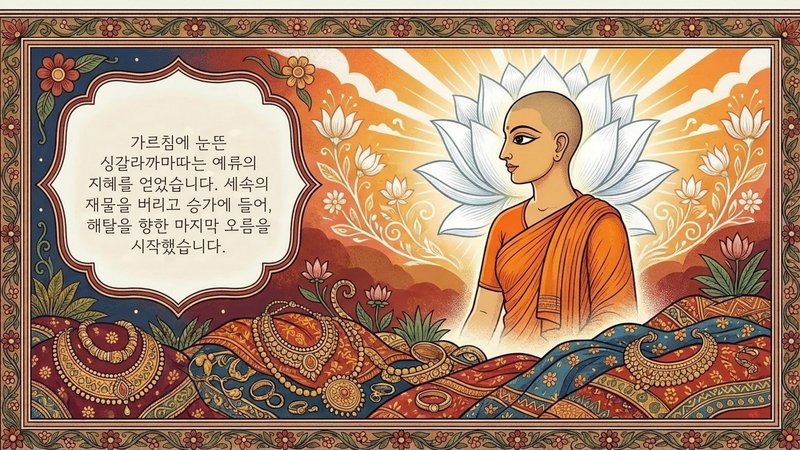 가르침에 눈뜬
싱갈라까마따는 예류의
지혜를 얻었습니다. 세속의
재물을 버리고 승가에 들어,
해탈을 향한 마지막 오름을
시작했습니다.